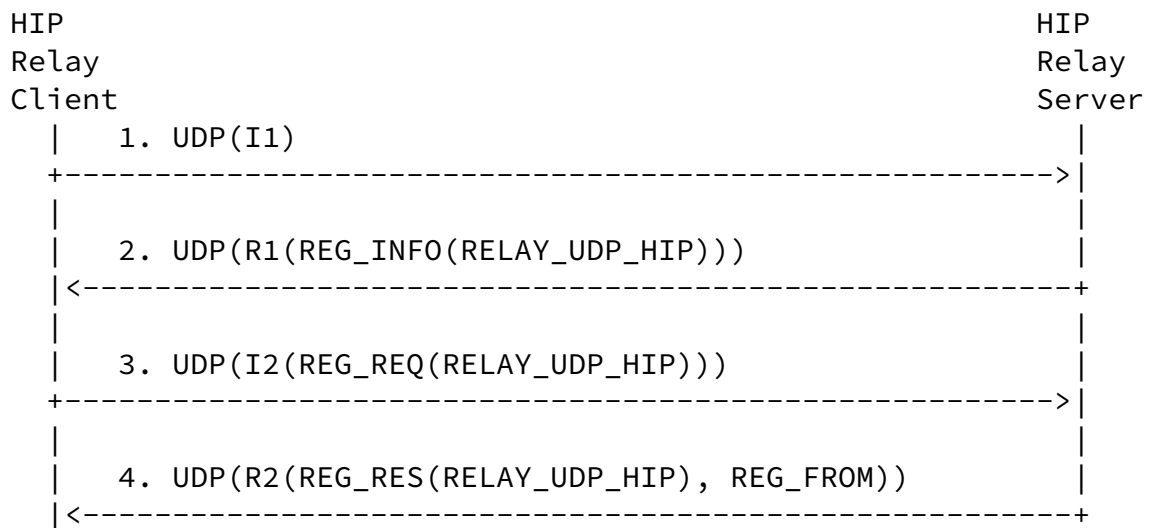 HIP HIP
Relay Relay
Client Server
1. UDP(I1)
2. UDP(R1(REG_INFO(RELAY_UDP_HIP)))
3. UDP(I2(REG_REQ(RELAY_UDP_HIP)))
4. UDP(R2(REG_RES(RELAY_UDP_HIP), REG_FROM))